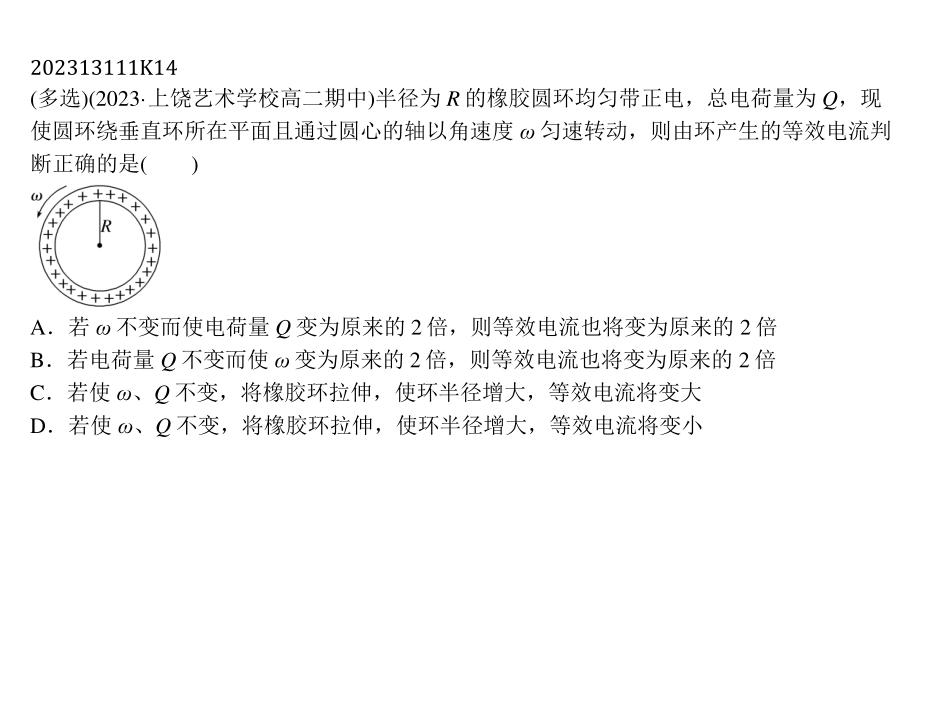 202313111K14
(多选)(2023·上饶艺术学校高二期中)半径为 R 的橡胶圆环均匀带正电，总电荷量为 Q，现
使圆环绕垂直环所在平面且通过圆心的轴以角速度 ω 匀速转动，则由环产生的等效电流判
断正确的是(　　)
ω
R
A．若 ω 不变而使电荷量 Q 变为原来的 2 倍，则等效电流也将变为原来的 2 倍
B．若电荷量 Q 不变而使 ω 变为原来的 2 倍，则等效电流也将变为原来的 2 倍
C．若使 ω、Q 不变，将橡胶环拉伸，使环半径增大，等效电流将变大
D．若使 ω、Q 不变，将橡胶环拉伸，使环半径增大，等效电流将变小